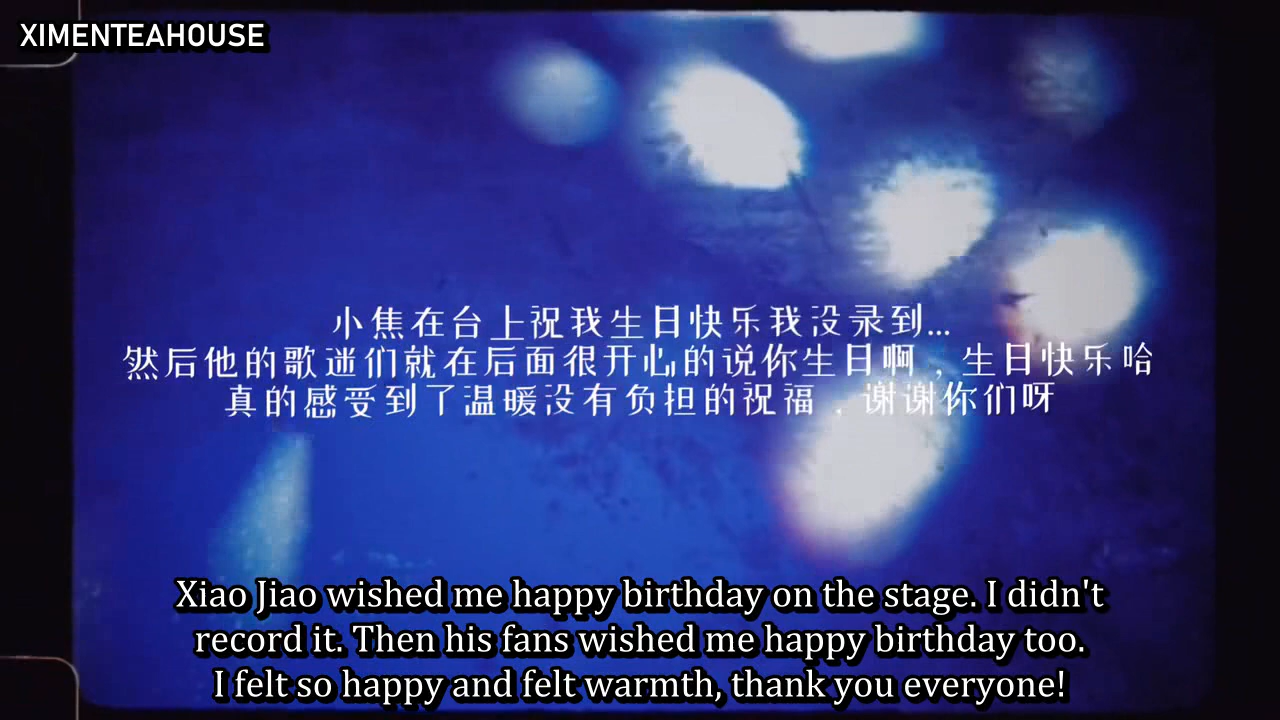 XIMENTEAHOUSE
小焦在台上祝我生日快乐我没录到...
然后他的歌迷们就在后面很开心的说你生日啊，生日快乐哈
真的感受到了温暖没有负担的祝福，谢谢你们呀
Xiao Jiao wished me happy birthday on the stage. I didn't
record it. Then his fans wished me happy birthday too.
I felt so happy and felt warmth, thank you everyone!